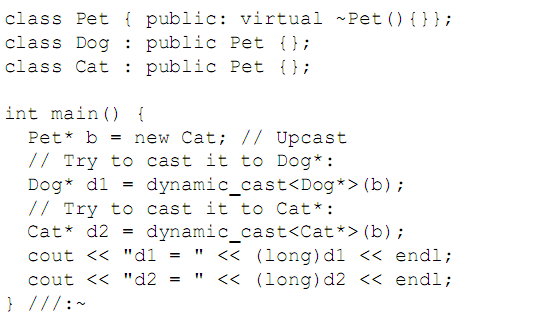 class Pet { public: virtual ~Pet(){}};
class Dog : public Pet {};
class Cat : public Pet {};
int main() {
Pet* b = new Cat; // Upcast
// Try to cast it to Dog*:
Dog* d1 = dynamic_cast<Dog*>(b);
// Try to cast it to Cat*:
Cat* d2 = dynamic_cast<Cat*>(b);
cout << "d1 = " << (long)d1 << endl;
cout << "d2 = " << (long)d2 << endl;
} ///:~